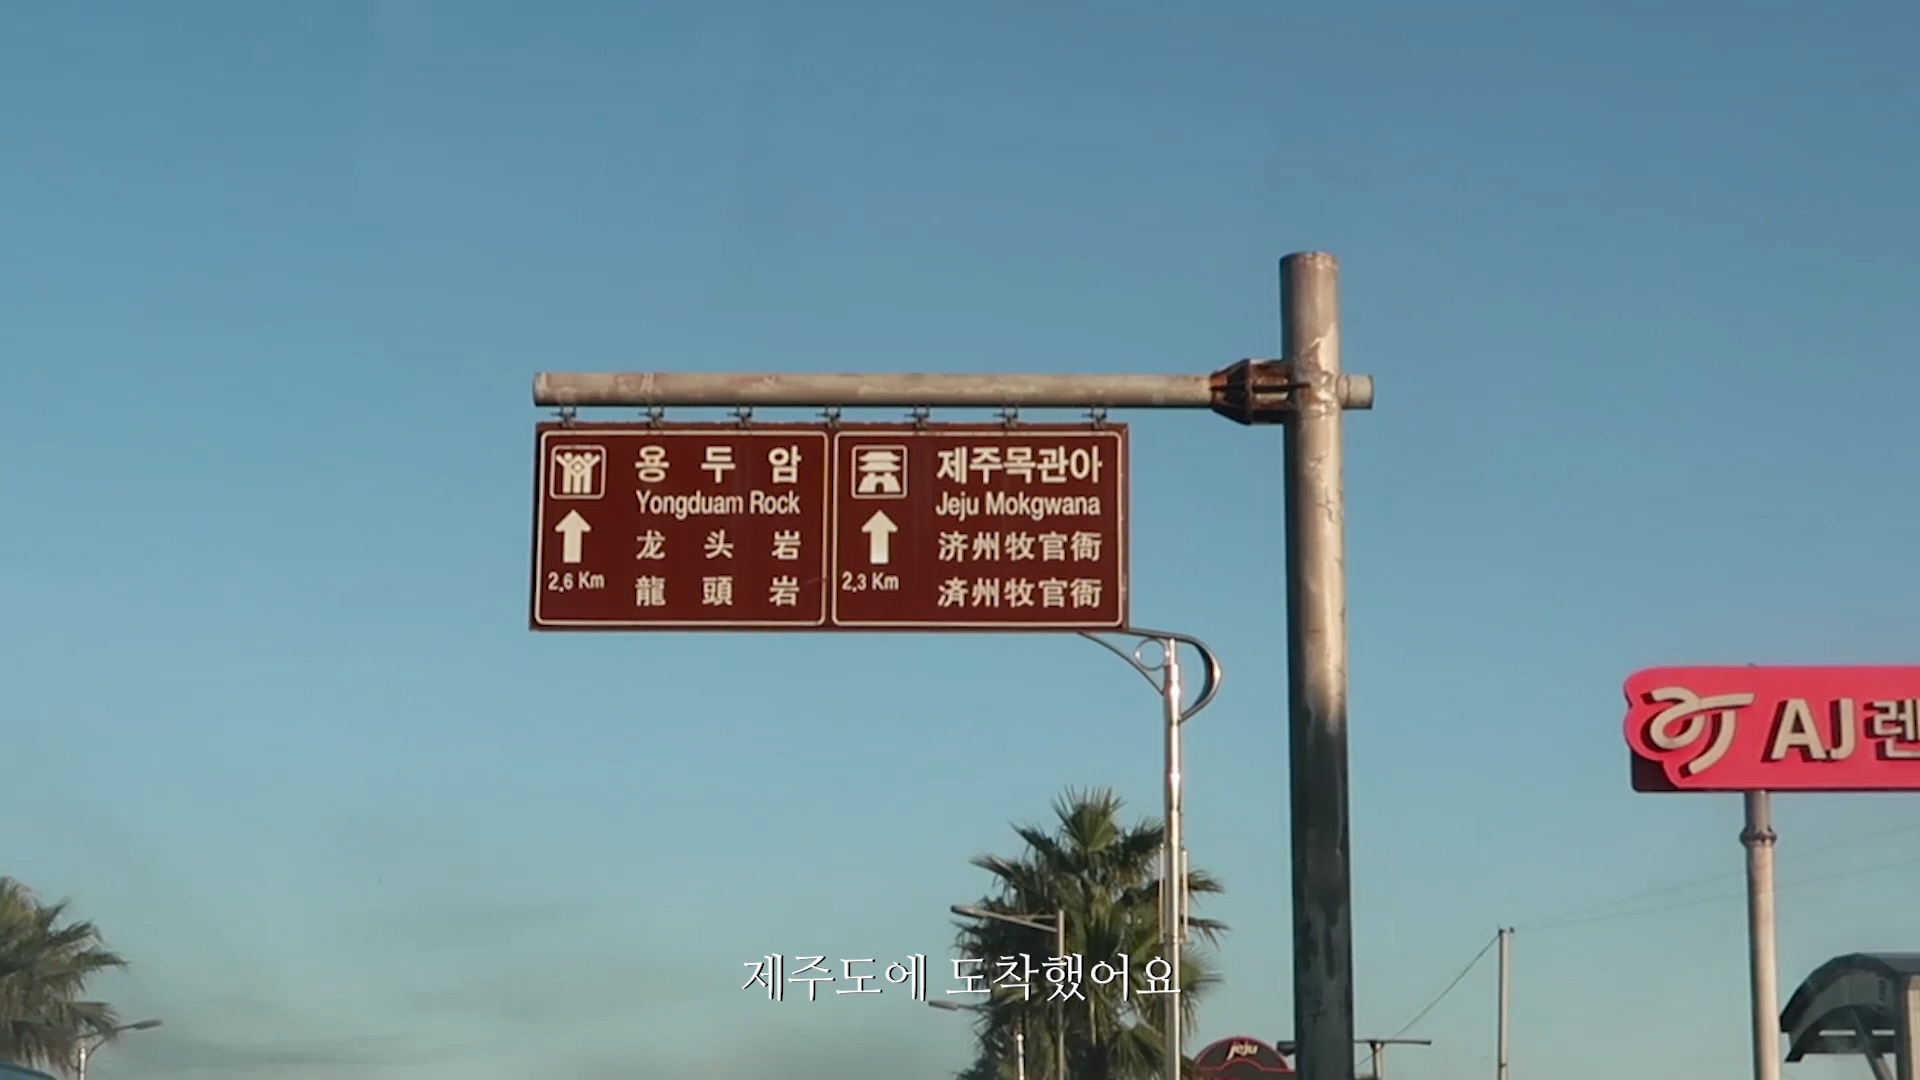 용두암
Yongduam Rock
龙头岩
龍頭岩
2.6 Km
제주목관아
Jeju Mokgwana
济州牧官衙
済州牧官衙
2.3 Km
AJ렌
제주도에 도착했어요
jeju